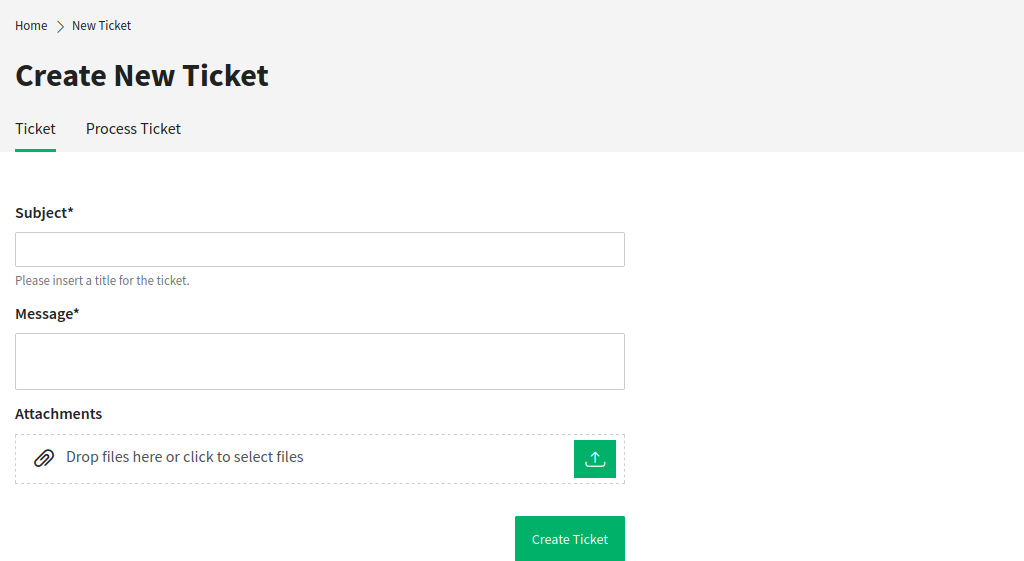 Home New Ticket
Create New Ticket
Ticket Process Ticket
Subject*
Please insert a title for the ticket.
Message*
Attachments
Drop files here or click to select files
Create Ticket